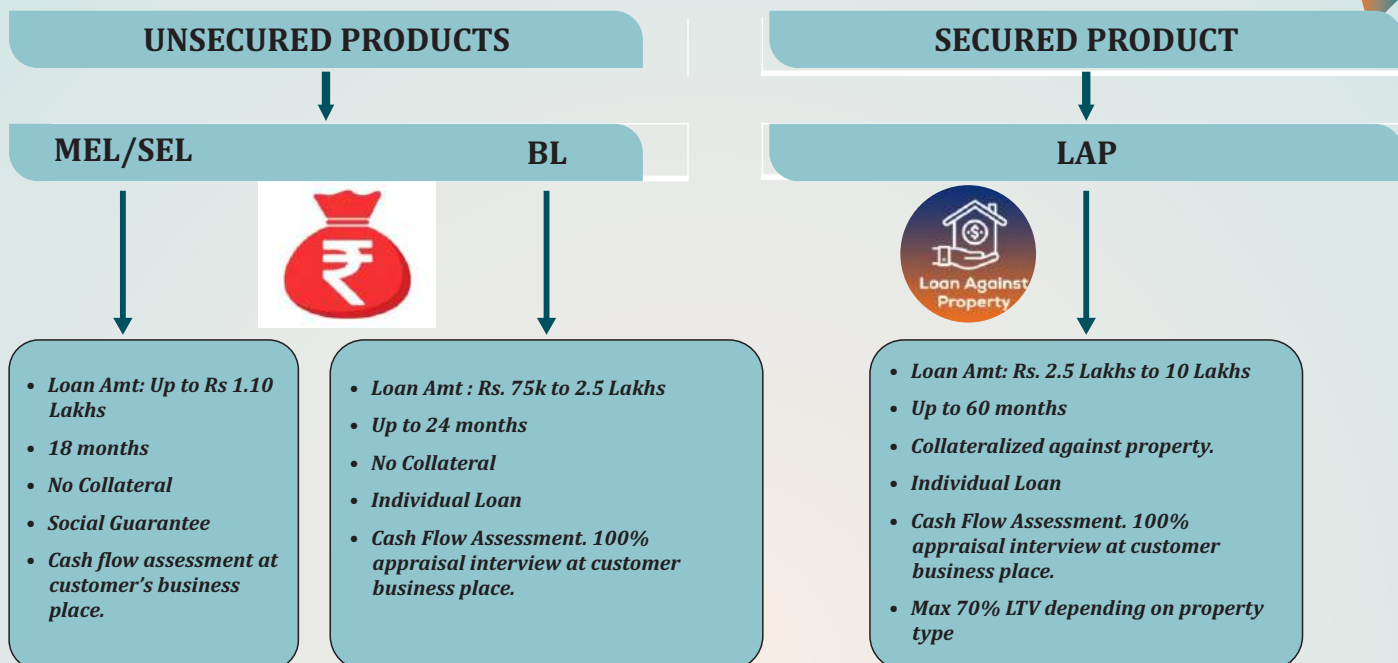 UNSECURED PRODUCTS
MEL/SEL
BL
₹
• Loan Amt: Up to Rs 1.10
Lakhs
• 18 months
• No Collateral
• Social Guarantee
• Cash flow assessment at
customer’s business
place.
• Loan Amt : Rs. 75k to 2.5 Lakhs
• Up to 24 months
• No Collateral
• Individual Loan
• Cash Flow Assessment. 100%
appraisal interview at customer
business place.
SECURED PRODUCT
LAP
$
Loan Against
Property
• Loan Amt: Rs. 2.5 Lakhs to 10 Lakhs
• Up to 60 months
• Collateralized against property.
• Individual Loan
• Cash Flow Assessment. 100%
appraisal interview at customer
business place.
• Max 70% LTV depending on property
type